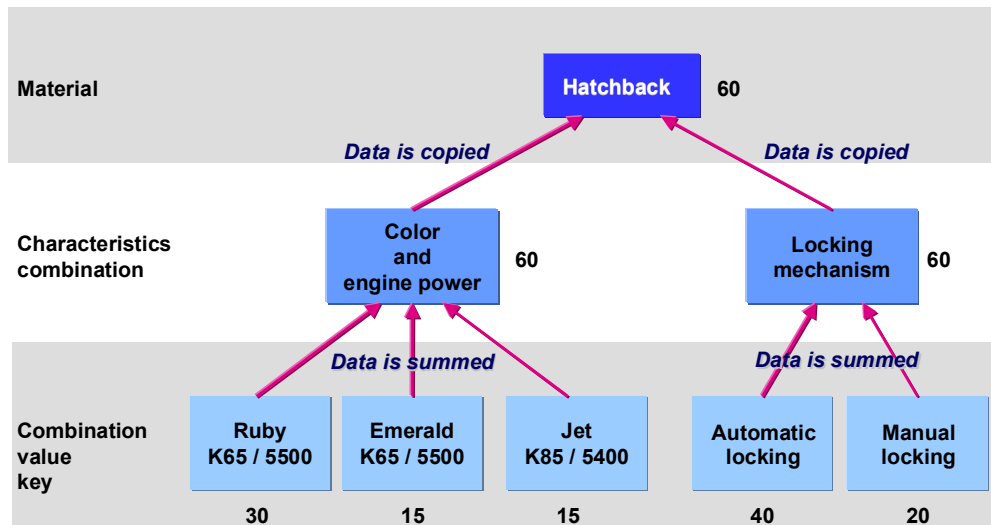 Material
Hatchback
60
Data is copied
Data is copied
Characteristics
combination
Color
and
engine power
60
Locking
mechanism
60
Data is summed
Data is summed
Combination
value
key
Ruby
K65 / 5500
Emerald
K65 / 5500
Jet
K85 / 5400
Automatic
locking
Manual
locking
30
15
15
40
20